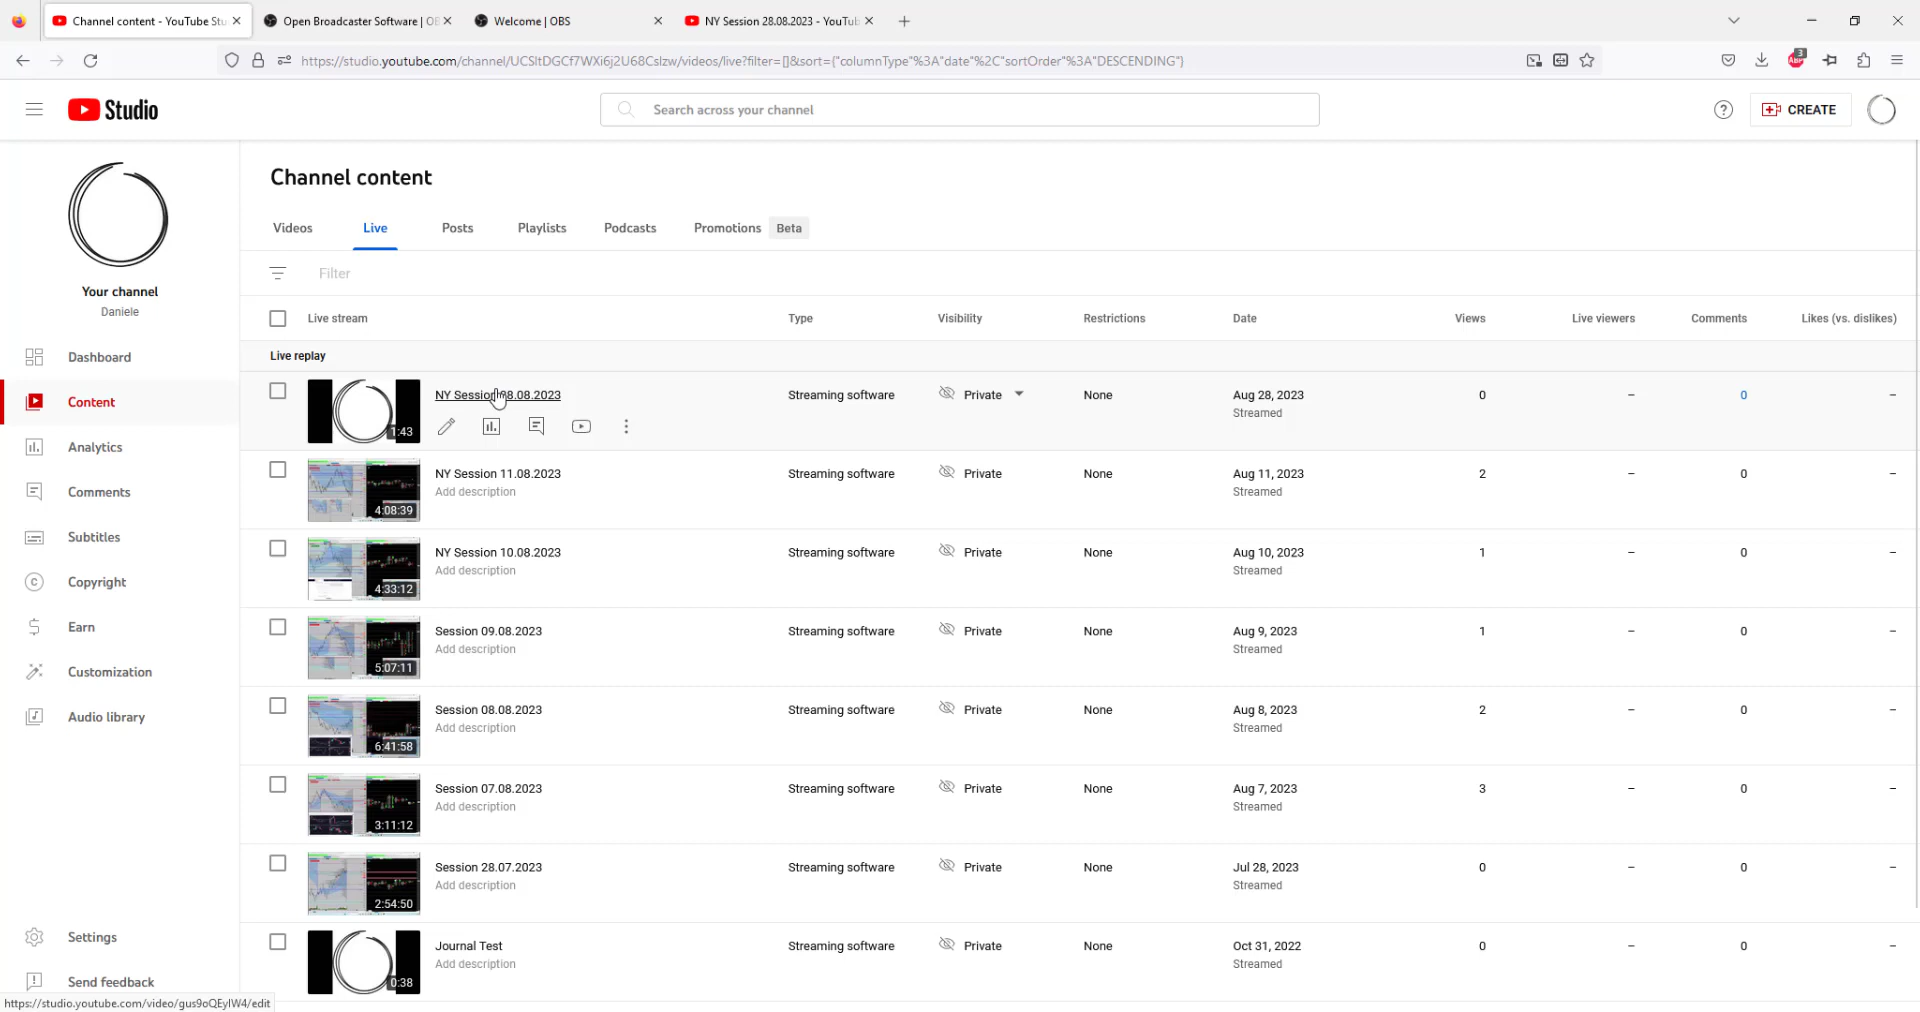 Channel content - YouTube Stu
Open Broadcaster Software | OB
Welcome | OBS
NY Session 28.08.2023 - YouTub
https://studio.youtube.com/channel/UCSltDGCf7WXi6j2U68Cslzw/videos/live?filter=[]&sort={"columnType"%3A"date"%2C"sortOrder"%3A"DESCENDING"}
3
ABP
Studio
Search across your channel
CREATE
Your channel
Daniele
Dashboard
Content
Analytics
Comments
Subtitles
Copyright
Earn
Customization
Audio library
Settings
Send feedback
Channel content
Videos Live Posts Playlists Podcasts Promotions Beta
Filter
Live stream Type Visibility Restrictions Date Views Live viewers Comments Likes (vs. dislikes)
Live replay
1:43 NY Session 28.08.2023 Streaming software Private None Aug 28, 2023 0 – 0 –
Streamed
NY Session 11.08.2023 Streaming software Private None Aug 11, 2023 2 – 0 –
Add description Streamed
4:08:39
NY Session 10.08.2023 Streaming software Private None Aug 10, 2023 1 – 0 –
Add description Streamed
4:33:12
Session 09.08.2023 Streaming software Private None Aug 9, 2023 1 – 0 –
Add description Streamed
5:07:11
Session 08.08.2023 Streaming software Private None Aug 8, 2023 2 – 0 –
Add description Streamed
6:41:58
Session 07.08.2023 Streaming software Private None Aug 7, 2023 3 – 0 –
Add description Streamed
3:11:12
Session 28.07.2023 Streaming software Private None Jul 28, 2023 0 – 0 –
Add description Streamed
2:54:50
Journal Test Streaming software Private None Oct 31, 2022 0 – 0 –
Add description Streamed
0:38
https://studio.youtube.com/video/gus9oQEylW4/edit